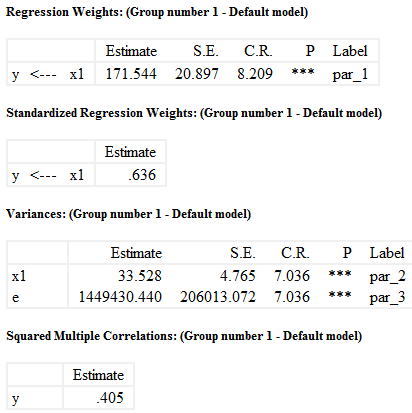 Regression Weights: (Group number 1 - Default model)
Estimate S.E. C.R. P Label
y <--- x1 171.544 20.897 8.209 *** par_1
Standardized Regression Weights: (Group number 1 - Default model)
Estimate
y <--- x1 .636
Variances: (Group number 1 - Default model)
Estimate S.E. C.R. P Label
x1 33.528 4.765 7.036 *** par_2
e 1449430.440 206013.072 7.036 *** par_3
Squared Multiple Correlations: (Group number 1 - Default model)
Estimate
y .405